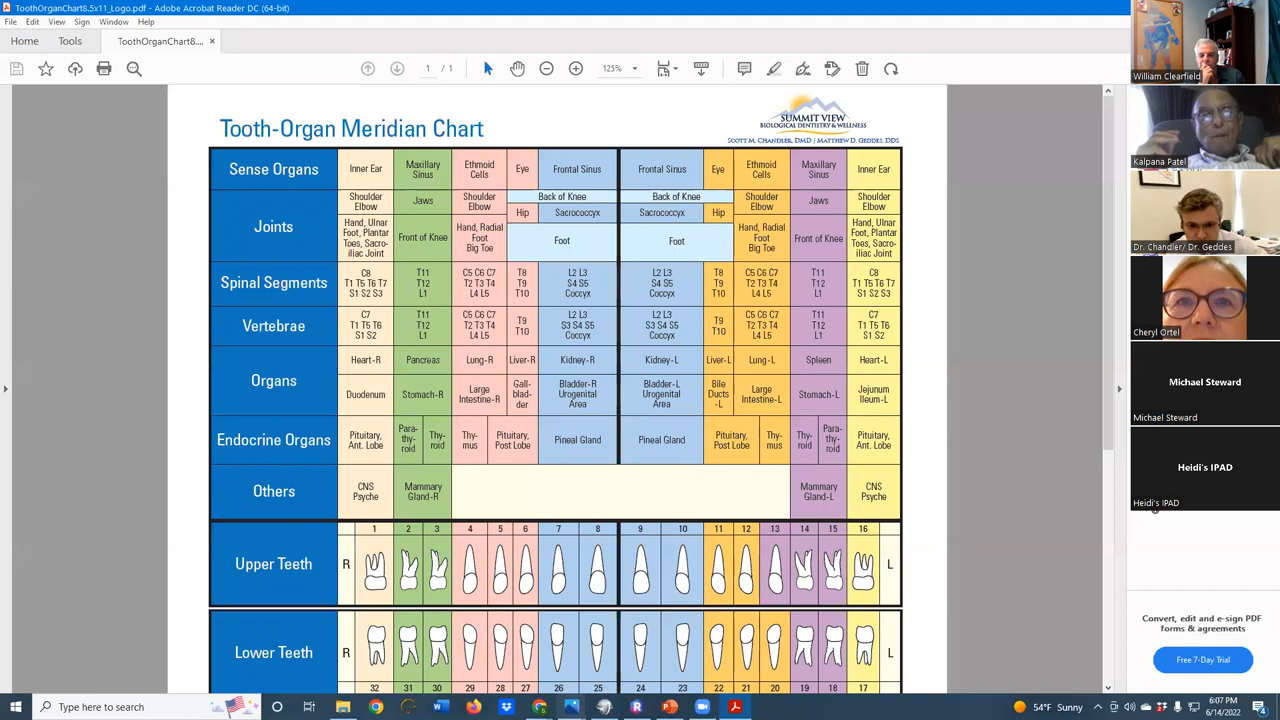 ToothOrganChart8.5x11_Logo.pdf - Adobe Acrobat Reader DC (64-bit)
File Edit View Sign Window Help
Home Tools ToothOrganChart8.... ×
1 / 1 125%
Tooth-Organ Meridian Chart
SUMMIT VIEW
BIOLOGICAL DENTISTRY & WELLNESS
SCOTT M. CHANDLER, DMD | MATTHEW D. GEDDES, DDS
Sense Organs
Inner Ear
Maxillary
Sinus
Ethmoid
Cells
Eye
Frontal Sinus
Frontal Sinus
Eye
Ethmoid
Cells
Maxillary
Sinus
Inner Ear
Joints
Shoulder
Elbow
Hand, Ulnar
Foot, Plantar
Toes, Sacro-
iliac Joint
Jaws
Front of Knee
Shoulder
Elbow
Hand, Radial
Foot
Big Toe
Back of Knee
Hip
Sacrococcyx
Foot
Back of Knee
Sacrococcyx
Hip
Foot
Shoulder
Elbow
Hand, Radial
Foot
Big Toe
Jaws
Front of Knee
Shoulder
Elbow
Hand, Ulnar
Foot, Plantar
Toes, Sacro-
iliac Joint
Spinal Segments
C8
T1 T5 T6 T7
S1 S2 S3
T11
T12
L1
C5 C6 C7
T2 T3 T4
L4 L5
T8
T9
T10
L2 L3
S4 S5
Coccyx
L2 L3
S4 S5
Coccyx
T8
T9
T10
C5 C6 C7
T2 T3 T4
L4 L5
T11
T12
L1
C8
T1 T5 T6 T7
S1 S2 S3
Vertebrae
C7
T1 T5 T6
S1 S2
T11
T12
L1
C5 C6 C7
T2 T3 T4
L4 L5
T9
T10
L2 L3
S3 S4 S5
Coccyx
L2 L3
S3 S4 S5
Coccyx
T9
T10
C5 C6 C7
T2 T3 T4
L4 L5
T11
T12
L1
C7
T1 T5 T6
S1 S2
Organs
Heart-R
Pancreas
Lung-R
Liver-R
Kidney-R
Kidney-L
Liver-L
Lung-L
Spleen
Heart-L
Duodenum
Stomach-R
Large
Intestine-R
Gall-
blad-
der
Bladder-R
Urogenital
Area
Bladder-L
Urogenital
Area
Bile
Ducts
-L
Large
Intestine-L
Stomach-L
Jejunum
Ileum-L
Endocrine Organs
Pituitary,
Ant. Lobe
Para-
thy-
roid
Thy-
roid
Thy-
mus
Pituitary,
Post Lobe
Pineal Gland
Pineal Gland
Pituitary,
Post Lobe
Thy-
mus
Thy-
roid
Para-
thy-
roid
Pituitary,
Ant. Lobe
Others
CNS
Psyche
Mammary
Gland-R
Mammary
Gland-L
CNS
Psyche
1 2 3 4 5 6 7 8 9 10 11 12 13 14 15 16
Upper Teeth
R L
Lower Teeth
R L
32 31 30 29 28 27 26 25 24 23 22 21 20 19 18 17
William Clearfield
Kalpana Patel
Dr. Chandler/ Dr. Geddes
Cheryl Ortel
Michael Steward
Michael Steward
Heidi's IPAD
Heidi's IPAD
Convert, edit and e-sign PDF
forms & agreements
Free 7-Day Trial
Type here to search
54°F Sunny
6:07 PM
6/14/2022
4